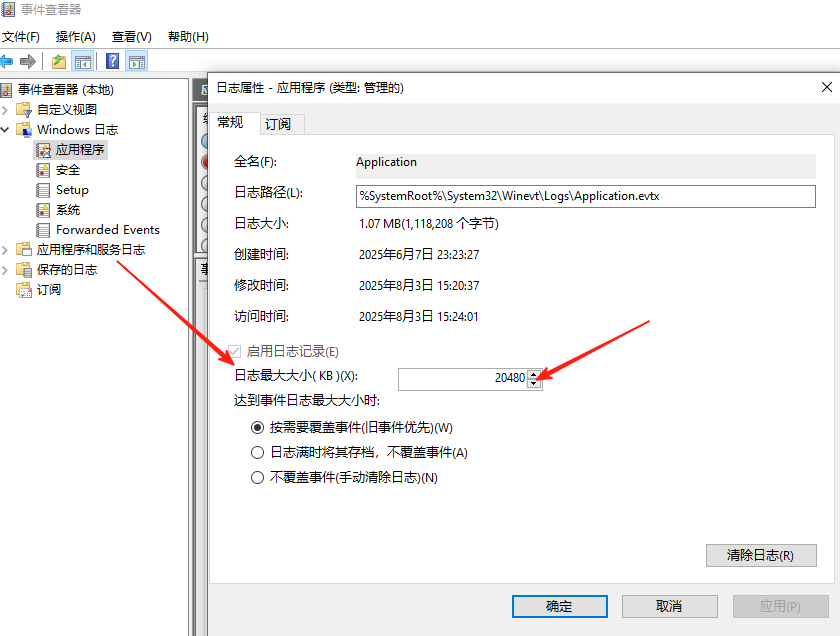 事件查看器
文件(F) 操作(A) 查看(V) 帮助(H)
事件查看器 (本地)
自定义视图
Windows 日志
应用程序
安全
Setup
系统
Forwarded Events
应用程序和服务日志
保存的日志
订阅
日志属性 - 应用程序 (类型: 管理的)
常规 订阅
全名(F): Application
日志路径(L): %SystemRoot%\System32\Winevt\Logs\Application.evtx
日志大小: 1.07 MB(1,118,208 个字节)
创建时间: 2025年6月7日 23:23:27
修改时间: 2025年8月3日 15:20:37
访问时间: 2025年8月3日 15:24:01
启用日志记录(E)
日志最大大小( KB )(X): 20480
达到事件日志最大大小时:
按需要覆盖事件(旧事件优先)(W)
日志满时将其存档，不覆盖事件(A)
不覆盖事件(手动清除日志)(N)
清除日志(R)
确定 取消 应用(P)